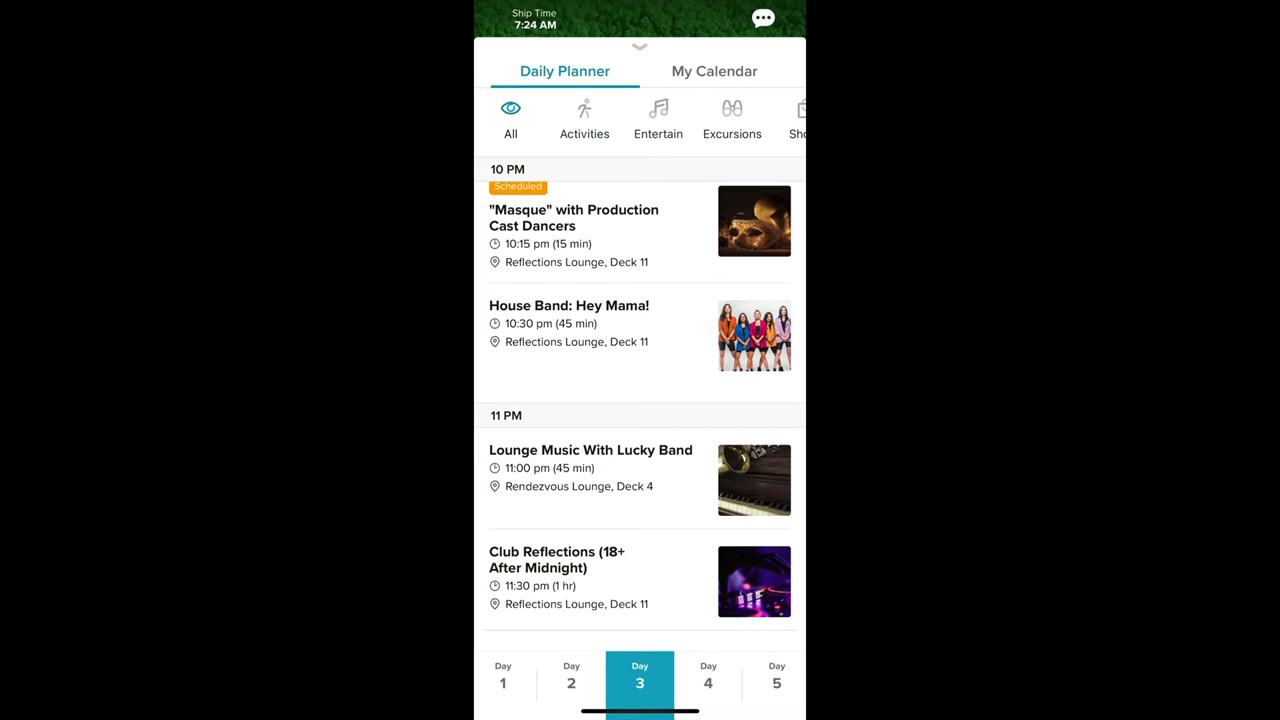 Ship Time
7:24 AM
Daily Planner
My Calendar
All
Activities
Entertain
Excursions
Sho
10 PM
Scheduled
"Masque" with Production
Cast Dancers
10:15 pm (15 min)
Reflections Lounge, Deck 11
House Band: Hey Mama!
10:30 pm (45 min)
Reflections Lounge, Deck 11
11 PM
Lounge Music With Lucky Band
11:00 pm (45 min)
Rendezvous Lounge, Deck 4
Club Reflections (18+
After Midnight)
11:30 pm (1 hr)
Reflections Lounge, Deck 11
Day Day Day Day Day
1 2 3 4 5